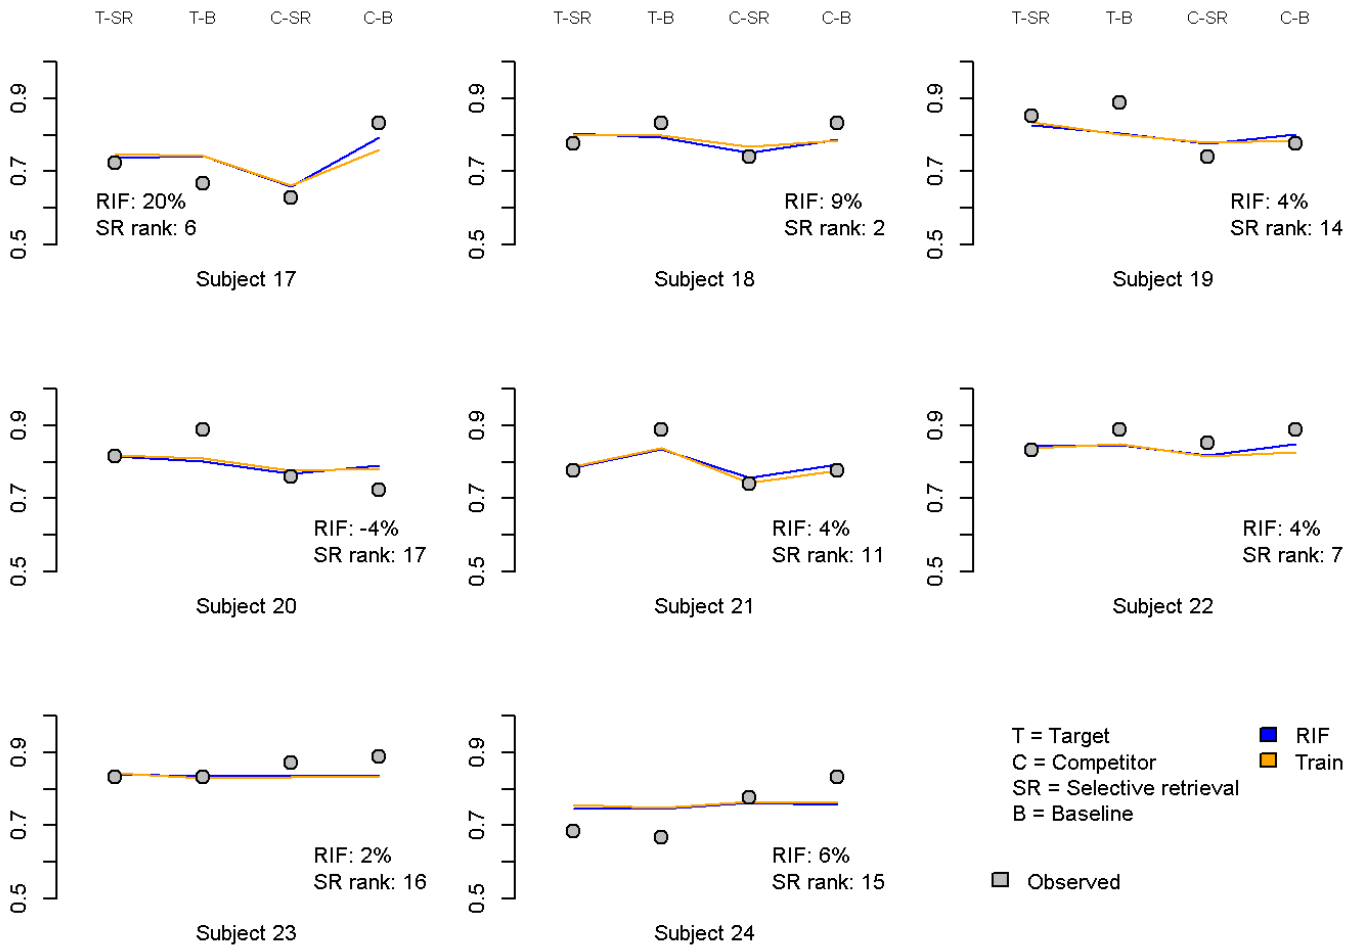 T-SR T-B C-SR C-B T-SR T-B C-SR C-B T-SR T-B C-SR C-B
0.9 0.9 0.9
0.7 0.7 0.7
RIF: 20% RIF: 9% RIF: 4%
SR rank: 6 SR rank: 2 SR rank: 14
0.5 0.5 0.5
Subject 17 Subject 18 Subject 19
0.9 0.9 0.9
0.7 0.7 0.7
RIF: -4% RIF: 4% RIF: 4%
SR rank: 17 SR rank: 11 SR rank: 7
0.5 0.5 0.5
Subject 20 Subject 21 Subject 22
T = Target RIF
0.9 0.9 C = Competitor Train
SR = Selective retrieval
B = Baseline
0.7 0.7
RIF: 2% RIF: 6%
SR rank: 16 SR rank: 15 Observed
0.5 0.5
Subject 23 Subject 24